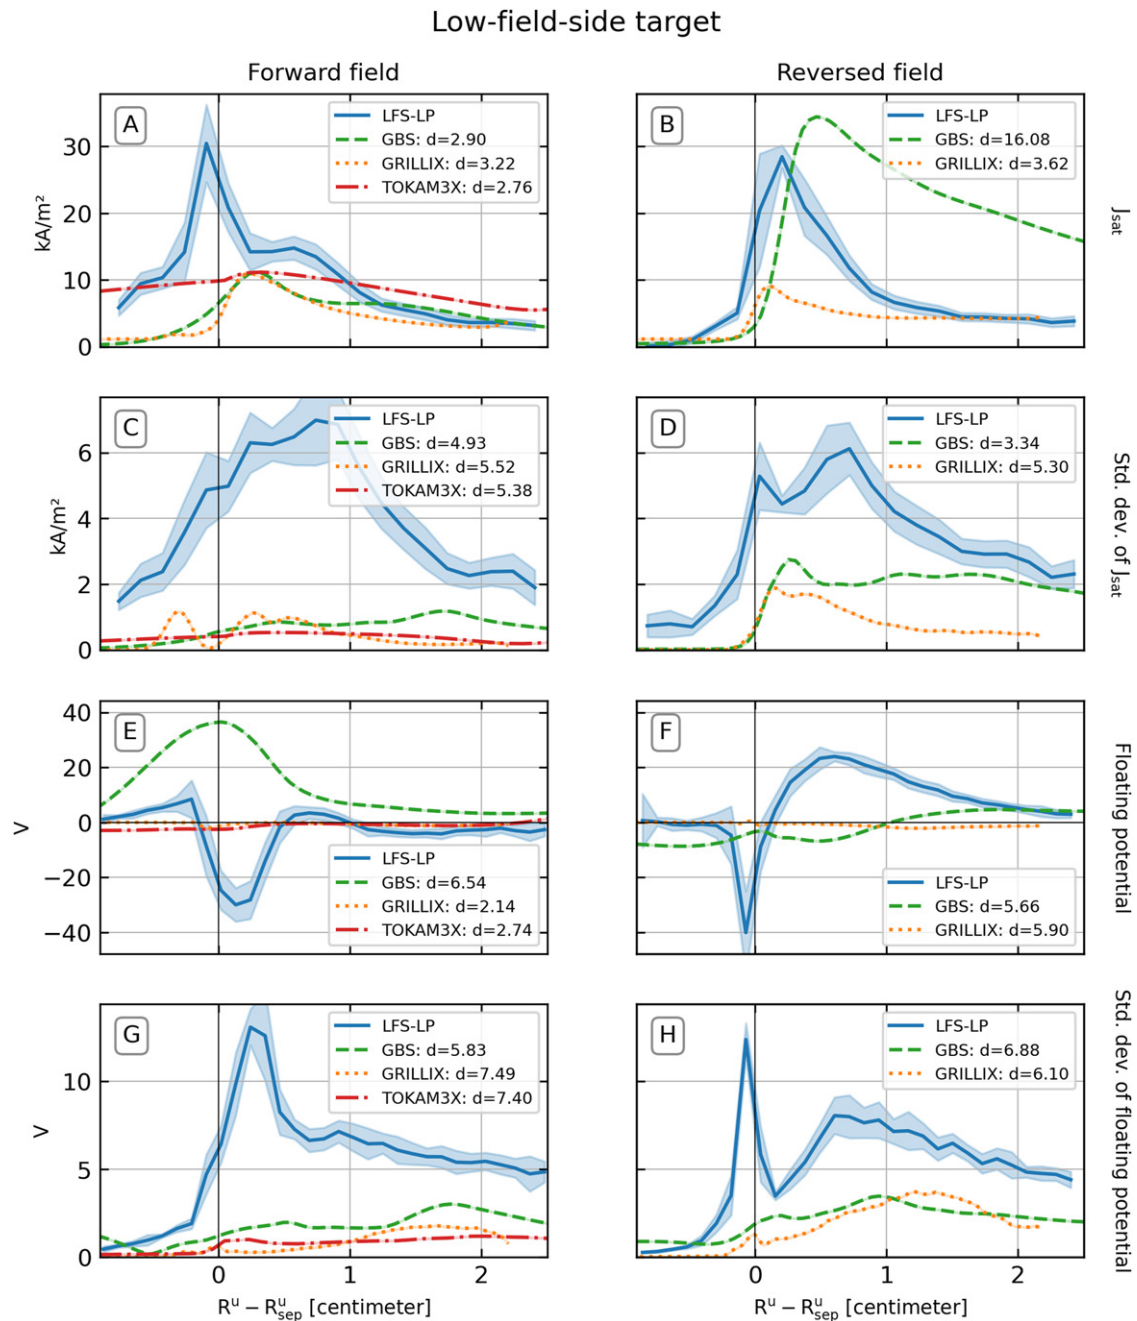 Low-field-side target
Forward field
Reversed field
A
LFS-LP
GBS: d=2.90
GRILLIX: d=3.22
TOKAM3X: d=2.76
kA/m²
30
20
10
0
B
LFS-LP
GBS: d=16.08
GRILLIX: d=3.62
J_sat
C
LFS-LP
GBS: d=4.93
GRILLIX: d=5.52
TOKAM3X: d=5.38
kA/m²
6
4
2
0
D
LFS-LP
GBS: d=3.34
GRILLIX: d=5.30
Std. dev. of J_sat
E
LFS-LP
GBS: d=6.54
GRILLIX: d=2.14
TOKAM3X: d=2.74
V
40
20
0
−20
−40
F
LFS-LP
GBS: d=5.66
GRILLIX: d=5.90
Floating potential
G
LFS-LP
GBS: d=5.83
GRILLIX: d=7.49
TOKAM3X: d=7.40
V
10
5
0
H
LFS-LP
GBS: d=6.88
GRILLIX: d=6.10
Std. dev. of floating potential
0 1 2
0 1 2
R^u − R^u_sep [centimeter]
R^u − R^u_sep [centimeter]